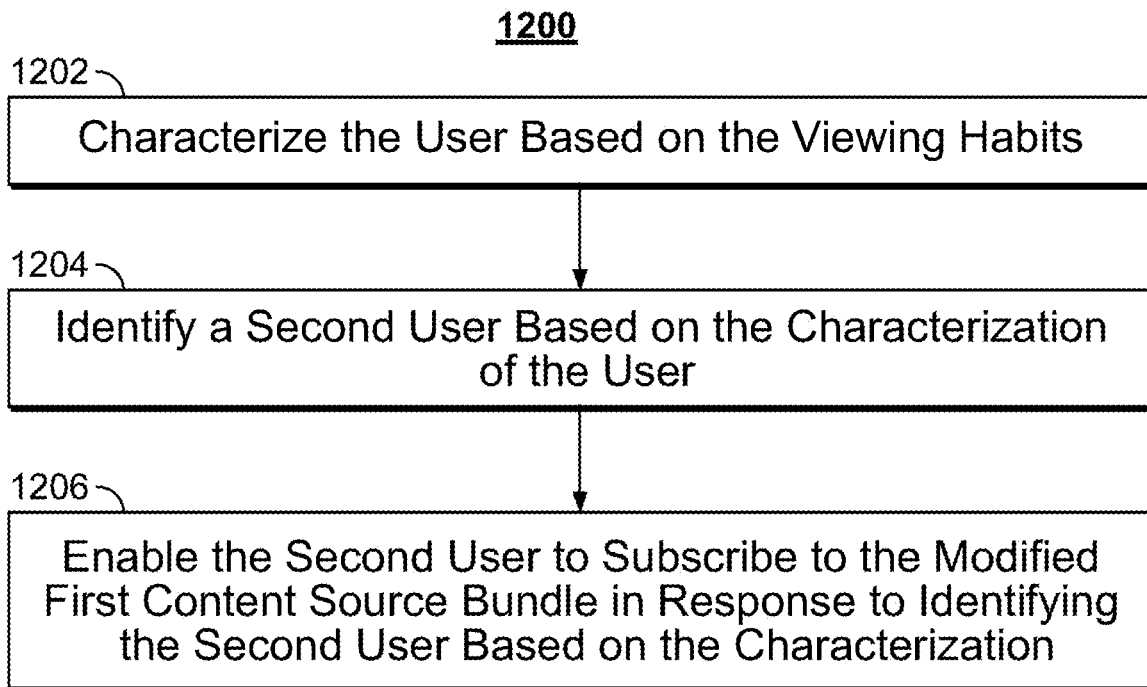 1200
1202
Characterize the User Based on the Viewing Habits
1204
Identify a Second User Based on the Characterization
of the User
1206
Enable the Second User to Subscribe to the Modified
First Content Source Bundle in Response to Identifying
the Second User Based on the Characterization